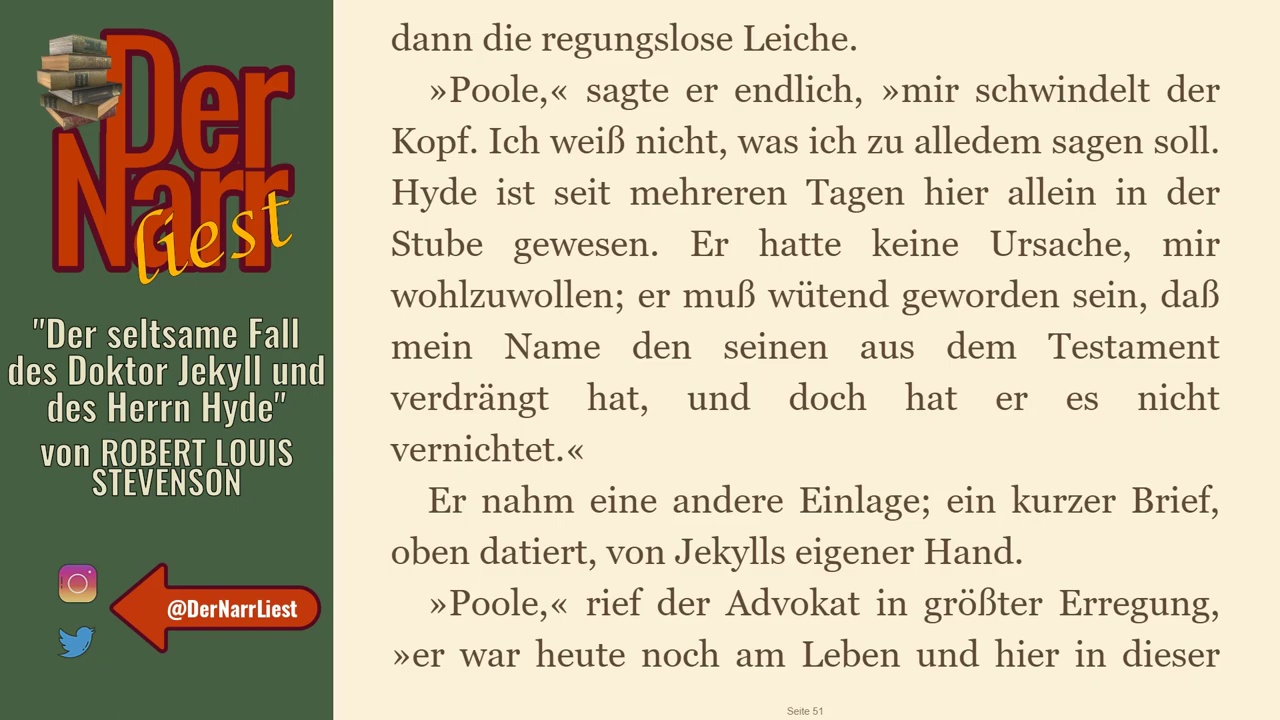 Der
Narr
liest
"Der seltsame Fall
des Doktor Jekyll und
des Herrn Hyde"
von ROBERT LOUIS
STEVENSON
@DerNarrLiest
dann die regungslose Leiche.
»Poole,« sagte er endlich, »mir schwindelt der
Kopf. Ich weiß nicht, was ich zu alledem sagen soll.
Hyde ist seit mehreren Tagen hier allein in der
Stube gewesen. Er hatte keine Ursache, mir
wohlzuwollen; er muß wütend geworden sein, daß
mein Name den seinen aus dem Testament
verdrängt hat, und doch hat er es nicht
vernichtet.«
Er nahm eine andere Einlage; ein kurzer Brief,
oben datiert, von Jekylls eigener Hand.
»Poole,« rief der Advokat in größter Erregung,
»er war heute noch am Leben und hier in dieser
Seite 51